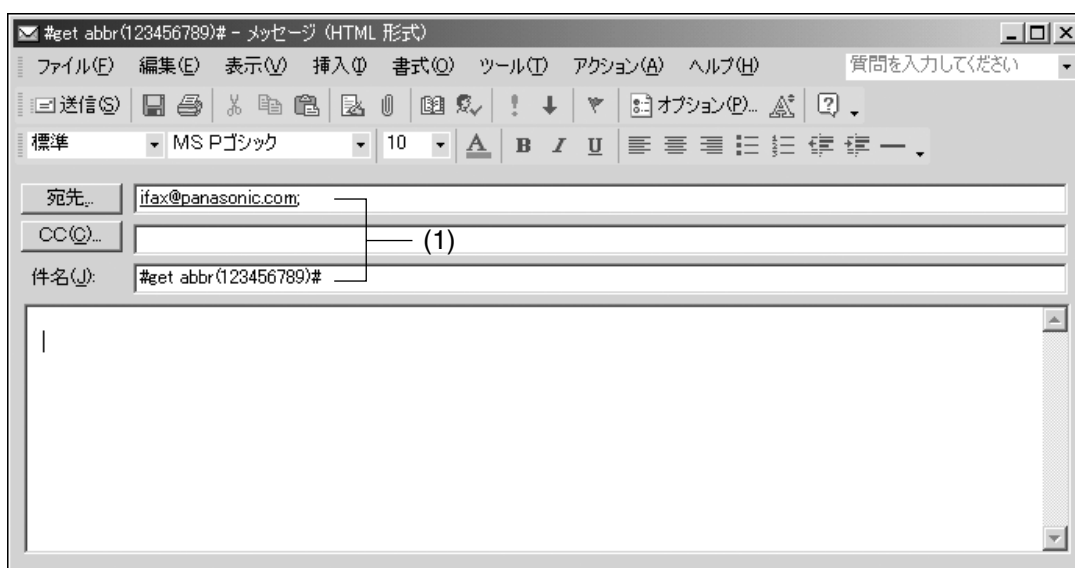 #get abbr(123456789)# - メッセージ (HTML 形式)
ファイル(F) 編集(E) 表示(V) 挿入(I) 書式(O) ツール(T) アクション(A) ヘルプ(H) 質問を入力してください
送信(S) オプション(P)...
標準 MS Pゴシック 10 A B I U
宛先... ifax@panasonic.com;
CC(C)...
(1)
件名(J): #get abbr(123456789)#